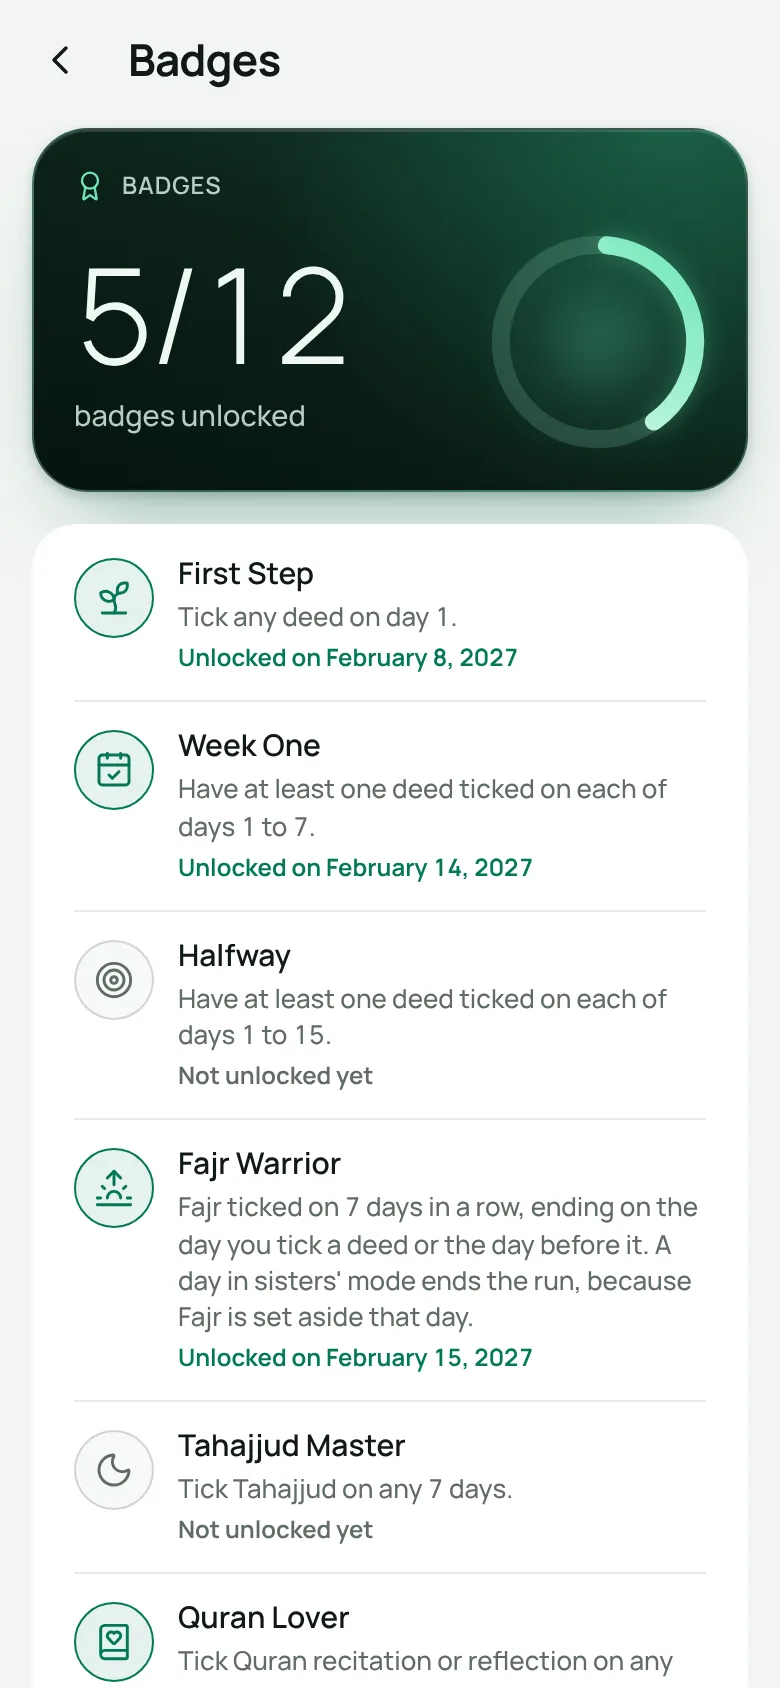 Badges
BADGES
5/12
badges unlocked
First Step
Tick any deed on day 1.
Unlocked on February 8, 2027
Week One
Have at least one deed ticked on each of
days 1 to 7.
Unlocked on February 14, 2027
Halfway
Have at least one deed ticked on each of
days 1 to 15.
Not unlocked yet
Fajr Warrior
Fajr ticked on 7 days in a row, ending on the
day you tick a deed or the day before it. A
day in sisters' mode ends the run, because
Fajr is set aside that day.
Unlocked on February 15, 2027
Tahajjud Master
Tick Tahajjud on any 7 days.
Not unlocked yet
Quran Lover
Tick Quran recitation or reflection on any